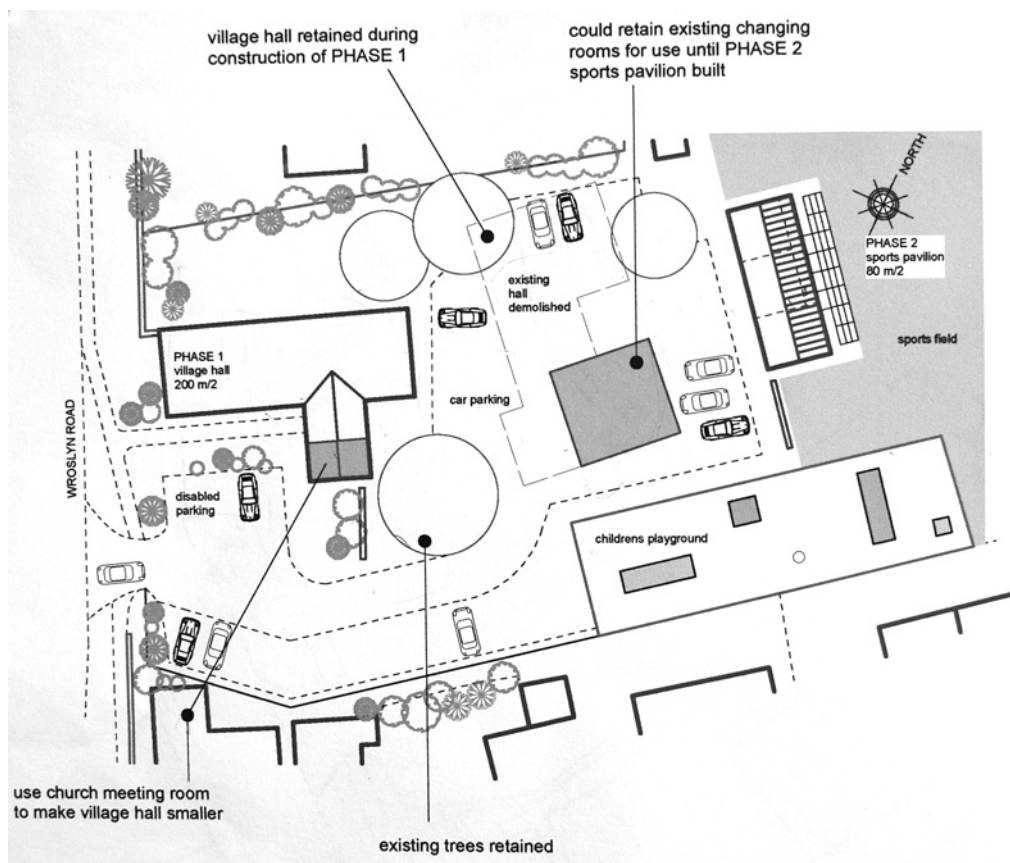 village hall retained during
construction of PHASE 1
could retain existing changing
rooms for use until PHASE 2
sports pavilion built
NORTH
PHASE 2
sports pavilion
80 m/2
existing
hall
demolished
sports field
PHASE 1
village hall
200 m/2
car parking
WROSLYN ROAD
disabled
parking
childrens playground
use church meeting room
to make village hall smaller
existing trees retained